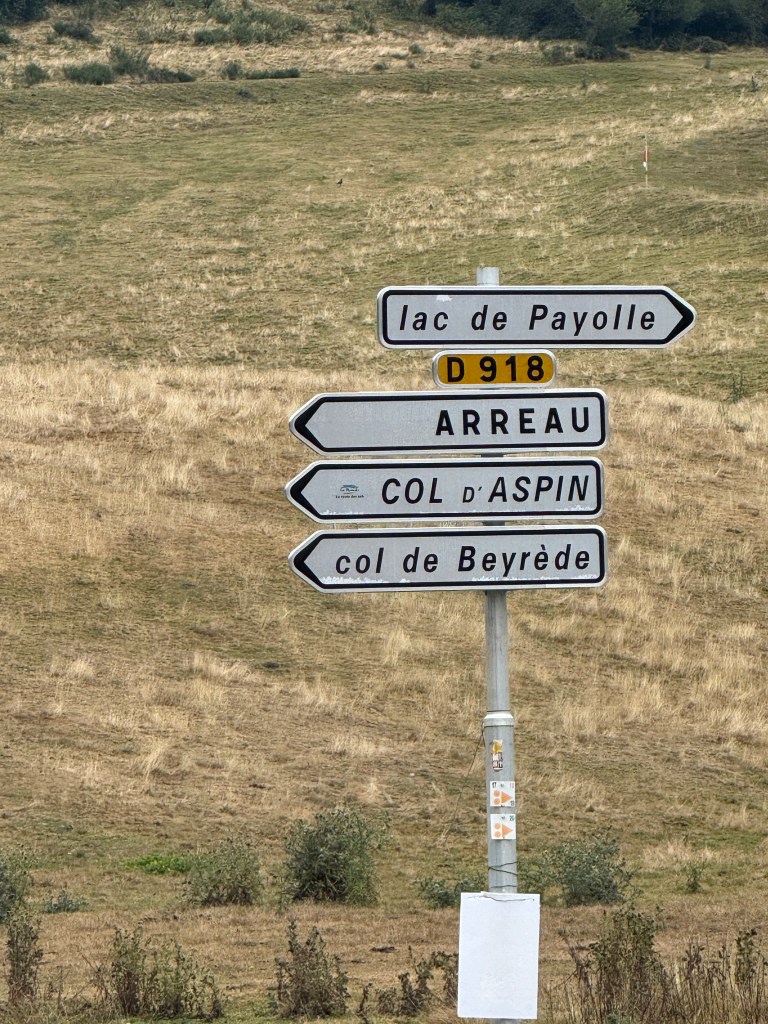 lac de Payolle
D 918
ARREAU
COL D'ASPIN
col de Beyrède